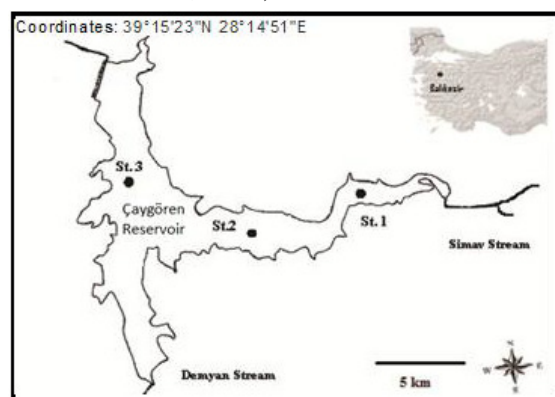 Coordinates: 39°15'23"N 28°14'51"E
Balıkesir
St.3
Çaygören
Reservoir
St.2
St.1
Simav Stream
Demyan Stream
5 km
N
W
E
S